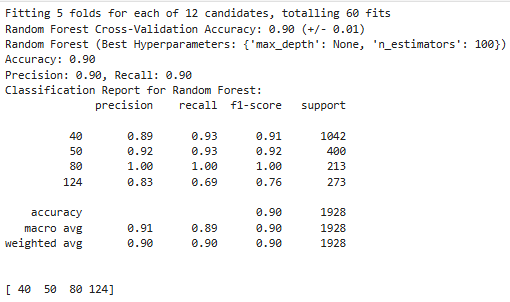 Fitting 5 folds for each of 12 candidates, totalling 60 fits
Random Forest Cross-Validation Accuracy: 0.90 (+/- 0.01)
Random Forest (Best Hyperparameters: {'max_depth': None, 'n_estimators': 100})
Accuracy: 0.90
Precision: 0.90, Recall: 0.90
Classification Report for Random Forest:
precision recall f1-score support
40 0.89 0.93 0.91 1042
50 0.92 0.93 0.92 400
80 1.00 1.00 1.00 213
124 0.83 0.69 0.76 273
accuracy 0.90 1928
macro avg 0.91 0.89 0.90 1928
weighted avg 0.90 0.90 0.90 1928
[ 40 50 80 124]